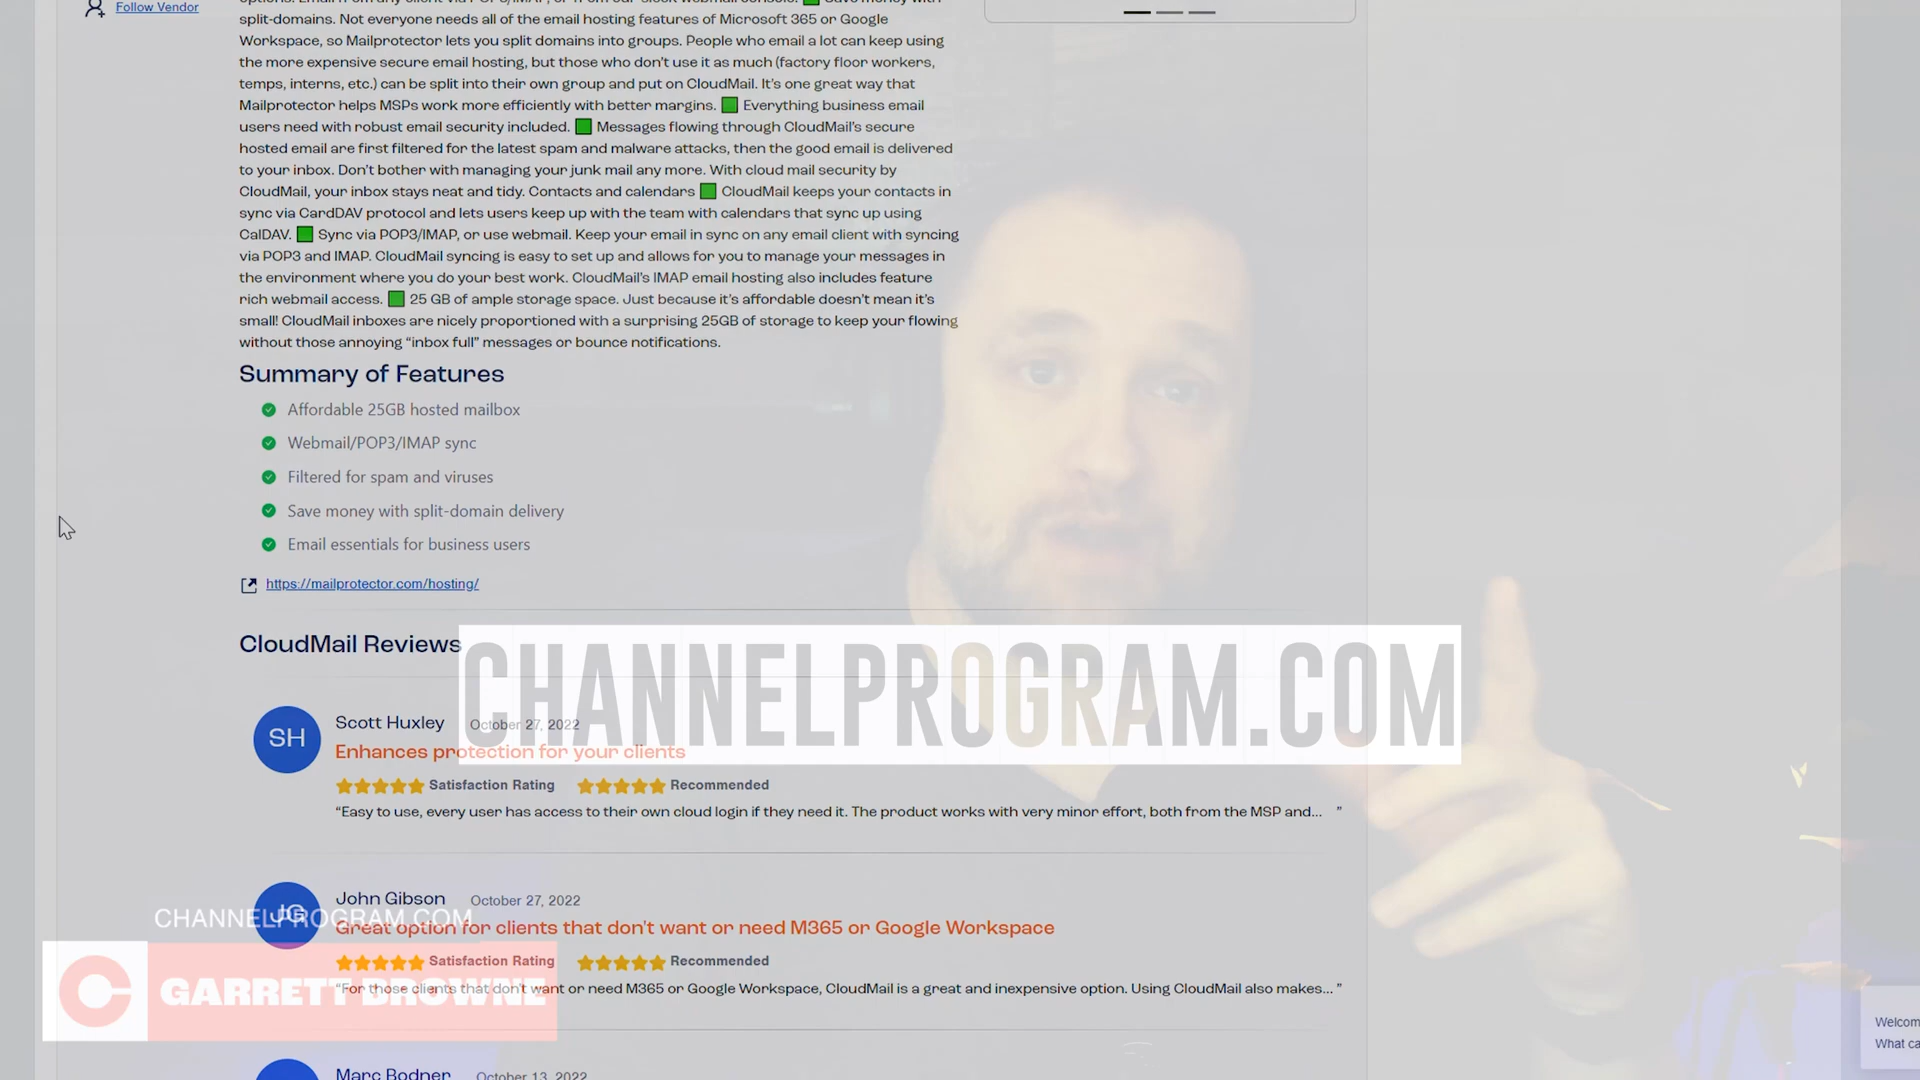 Follow Vendor
split-domains. Not everyone needs all of the email hosting features of Microsoft 365 or Google
Workspace, so Mailprotector lets you split domains into groups. People who email a lot can keep using
the more expensive secure email hosting, but those who don't use it as much (factory floor workers,
temps, interns, etc.) can be split into their own group and put on CloudMail. It's one great way that
Mailprotector helps MSPs work more efficiently with better margins. 🟩 Everything business email
users need with robust email security included. 🟩 Messages flowing through CloudMail's secure
hosted email are first filtered for the latest spam and malware attacks, then the good email is delivered
to your inbox. Don't bother with managing your junk mail any more. With cloud mail security by
CloudMail, your inbox stays neat and tidy. Contacts and calendars 🟩 CloudMail keeps your contacts in
sync via CardDAV protocol and lets users keep up with the team with calendars that sync up using
CalDAV. 🟩 Sync via POP3/IMAP, or use webmail. Keep your email in sync on any email client with syncing
via POP3 and IMAP. CloudMail syncing is easy to set up and allows for you to manage your messages in
the environment where you do your best work. CloudMail's IMAP email hosting also includes feature
rich webmail access. 🟩 25 GB of ample storage space. Just because it's affordable doesn't mean it's
small! CloudMail inboxes are nicely proportioned with a surprising 25GB of storage to keep your flowing
without those annoying “inbox full” messages or bounce notifications.
Summary of Features
Affordable 25GB hosted mailbox
Webmail/POP3/IMAP sync
Filtered for spam and viruses
Save money with split-domain delivery
Email essentials for business users
https://mailprotector.com/hosting/
CloudMail Reviews
CHANNELPROGRAM.COM
SH
Scott Huxley October 27, 2022
Enhances protection for your clients
Satisfaction Rating Recommended
“Easy to use, every user has access to their own cloud login if they need it. The product works with very minor effort, both from the MSP and... ”
JG
John Gibson October 27, 2022
CHANNELPROGRAM.COM
Great option for clients that don't want or need M365 or Google Workspace
Satisfaction Rating Recommended
GARRETT BROWNE
“For those clients that don't want or need M365 or Google Workspace, CloudMail is a great and inexpensive option. Using CloudMail also makes... ”
Welcom
What ca
Marc Bodner October 13, 2022